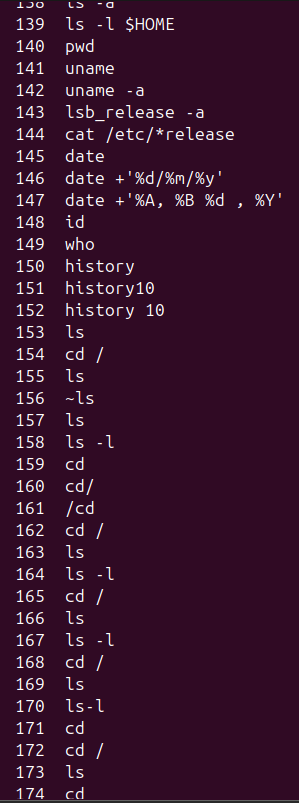 138 ls -a
139 ls -l $HOME
140 pwd
141 uname
142 uname -a
143 lsb_release -a
144 cat /etc/*release
145 date
146 date +'%d/%m/%y'
147 date +'%A, %B %d , %Y'
148 id
149 who
150 history
151 history10
152 history 10
153 ls
154 cd /
155 ls
156 ~ls
157 ls
158 ls -l
159 cd
160 cd/
161 /cd
162 cd /
163 ls
164 ls -l
165 cd /
166 ls
167 ls -l
168 cd /
169 ls
170 ls-l
171 cd
172 cd /
173 ls
174 cd